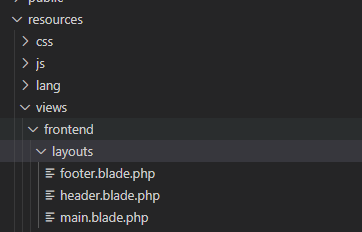 public
resources
css
js
lang
views
frontend
layouts
footer.blade.php
header.blade.php
main.blade.php